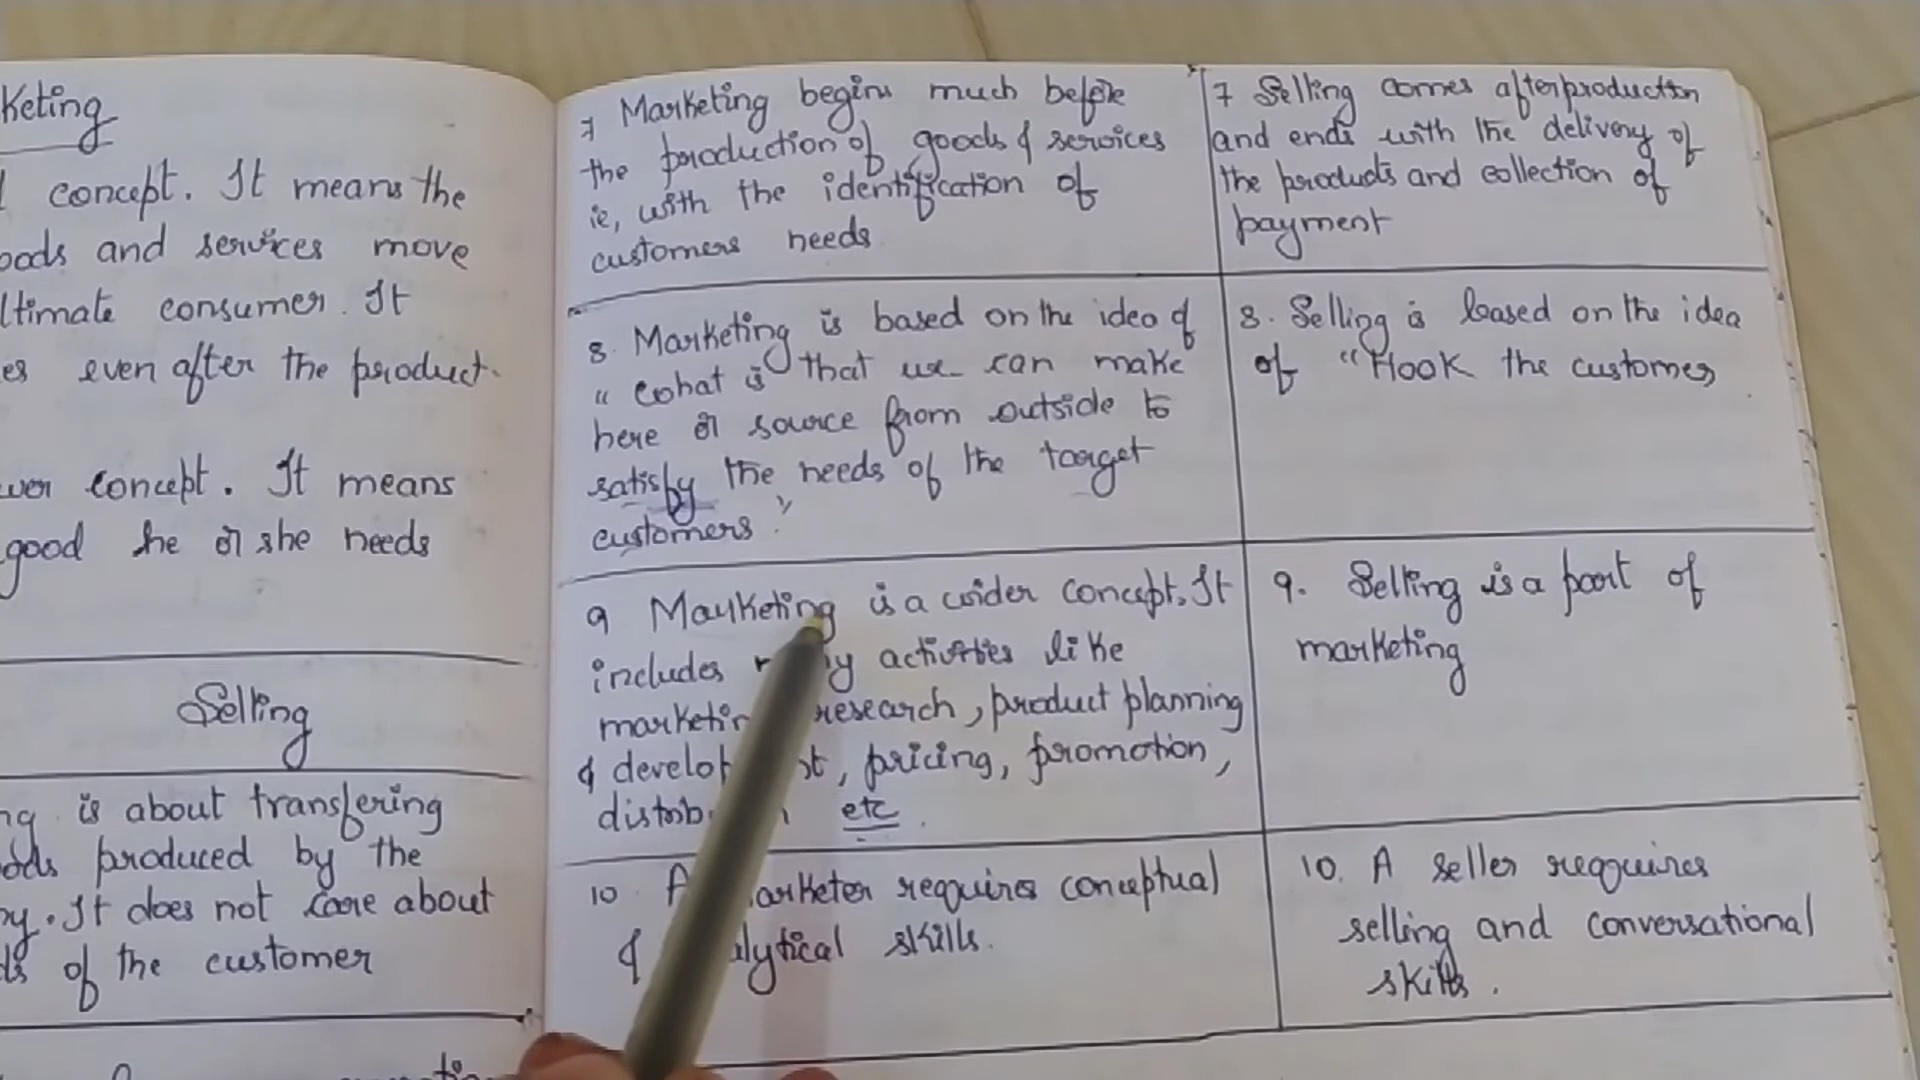 keting
concept. It means the
oods and services move
ltimate consumer. It
es even after the product.
wer concept. It means
good he or she needs
Selling
ng is about transfering
ods produced by the
ny. It does not care about
ds of the customer
7 Marketing begins much before
the production of goods & services
ie, with the identification of
customers needs
7 Selling comes after production
and ends with the delivery of
the products and collection of
payment
8. Marketing is based on the idea of
"What is that we can make
here or source from outside to
satisfy the needs of the target
customers."
8. Selling is based on the idea
of "Hook the customer,
9 Marketing is a wider concept. It
includes activities like
research, product planning
& pricing, promotion,
etc.
9. Selling is a part of
marketing
10 A requires conceptual
& skills.
10. A seller requires
selling and conversational
skills.